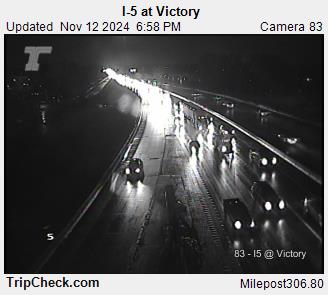 I-5 at Victory
Updated Nov 12 2024 6:58 PM Camera 83
T
S
83 - I5 @ Victory
TripCheck.com Milepost306.80